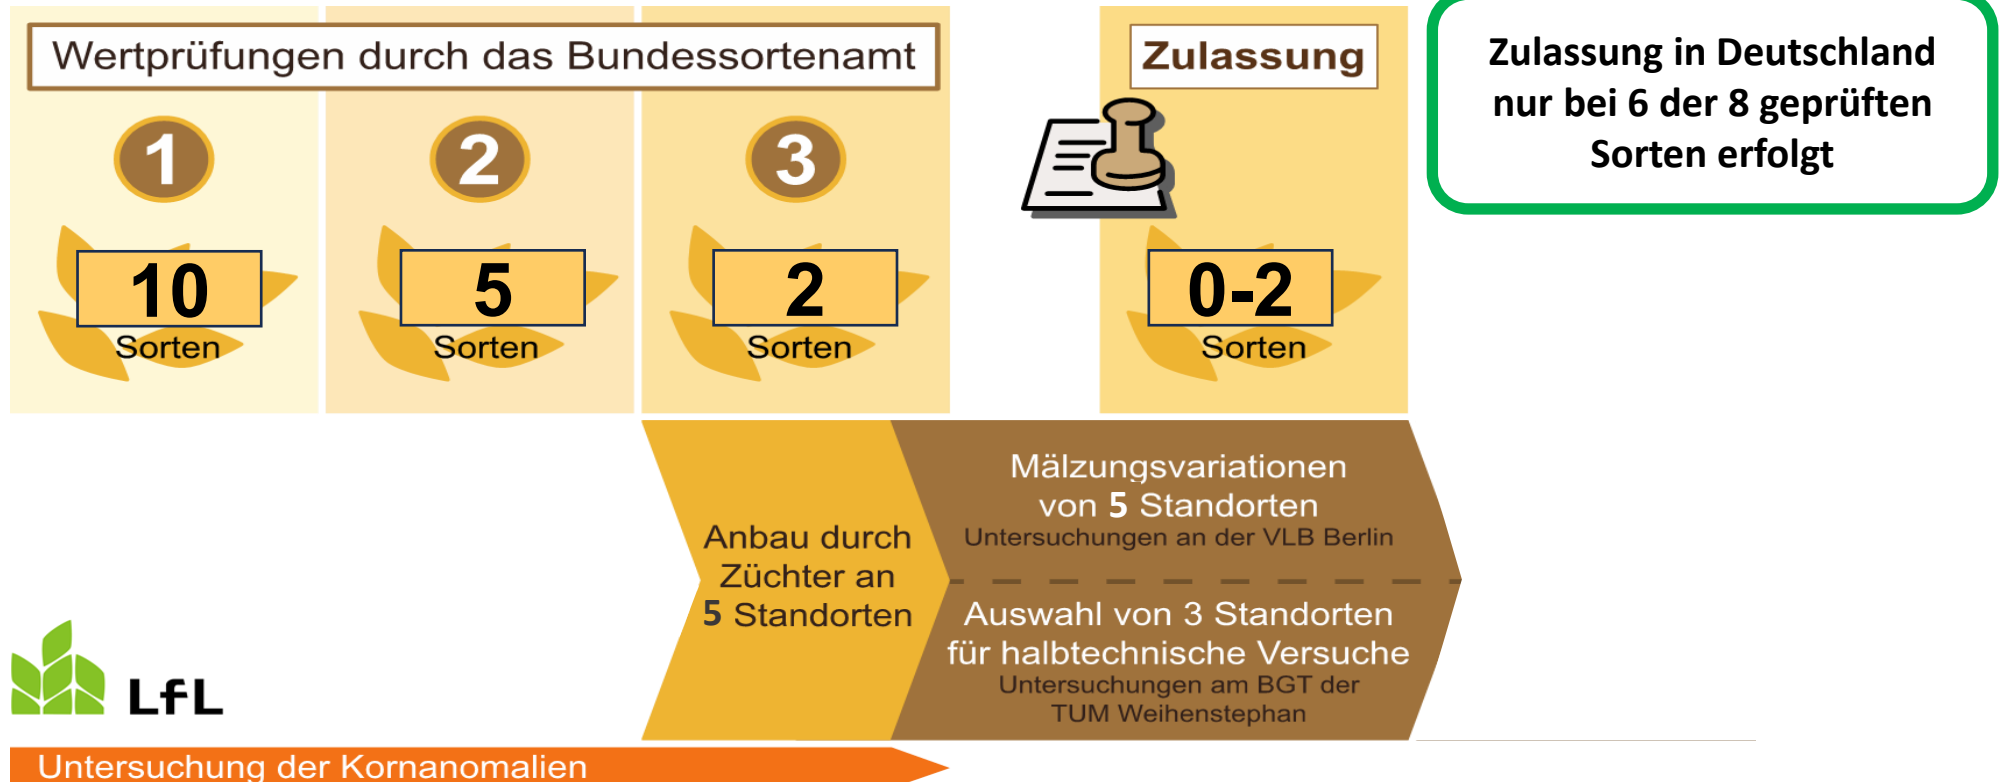 Wertprüfungen durch das Bundessortenamt
Zulassung
Zulassung in Deutschland
nur bei 6 der 8 geprüften
Sorten erfolgt
1
2
3
10
Sorten
5
Sorten
2
Sorten
0-2
Sorten
Anbau durch
Züchter an
5 Standorten
Mälzungsvariationen
von 5 Standorten
Untersuchungen an der VLB Berlin
Auswahl von 3 Standorten
für halbtechnische Versuche
Untersuchungen am BGT der
TUM Weihenstephan
LfL
Untersuchung der Kornanomalien